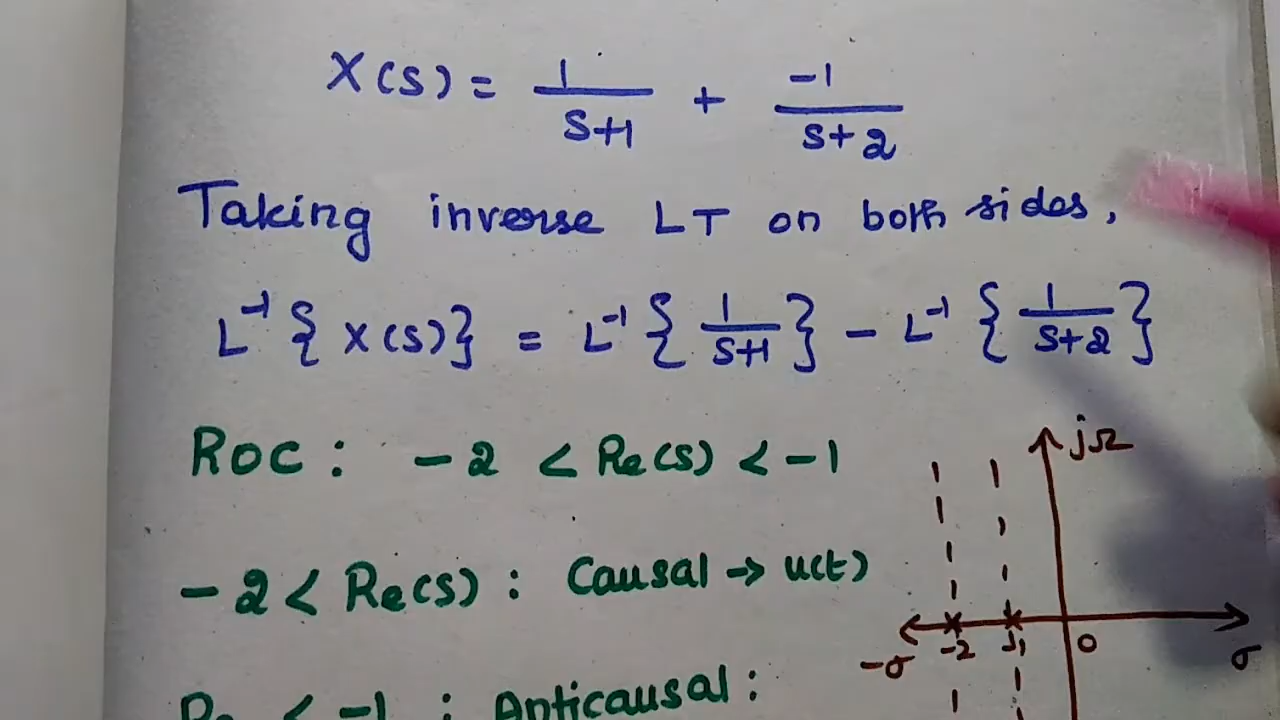 X(S) = 1/S+1 + -1/S+2
Taking inverse LT on both sides,
L⁻¹ { X(S)} = L⁻¹ { 1/S+1 } - L⁻¹ { 1/S+2 }
ROC : -2 < Re(S) < -1
-2 < Re(S) : Causal → u(t)
< -1 : Anticausal :
jΩ
-σ -2 -1 0 σ